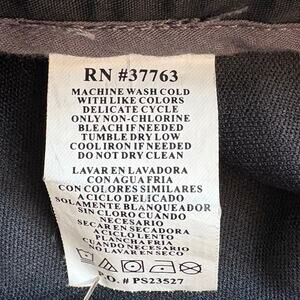 RN #37763
MACHINE WASH COLD
WITH LIKE COLORS
DELICATE CYCLE
ONLY NON-CHLORINE
BLEACH IF NEEDED
TUMBLE DRY LOW
COOL IRON IF NEEDED
DO NOT DRY CLEAN
LAVAR EN LAVADORA
CON AGUA FRIA
CON COLORES SIMILARES
A CICLO DELICADO
SOLAMENTE BLANQUEADOR
SIN CLORO CUANDO
NECESARIO
SECAR EN SECADORA
A CICLO LENTO
PLANCHA FRIA
CUANDO NECESARIO
NO LAVAR EN SECO
P.O. # PS23527